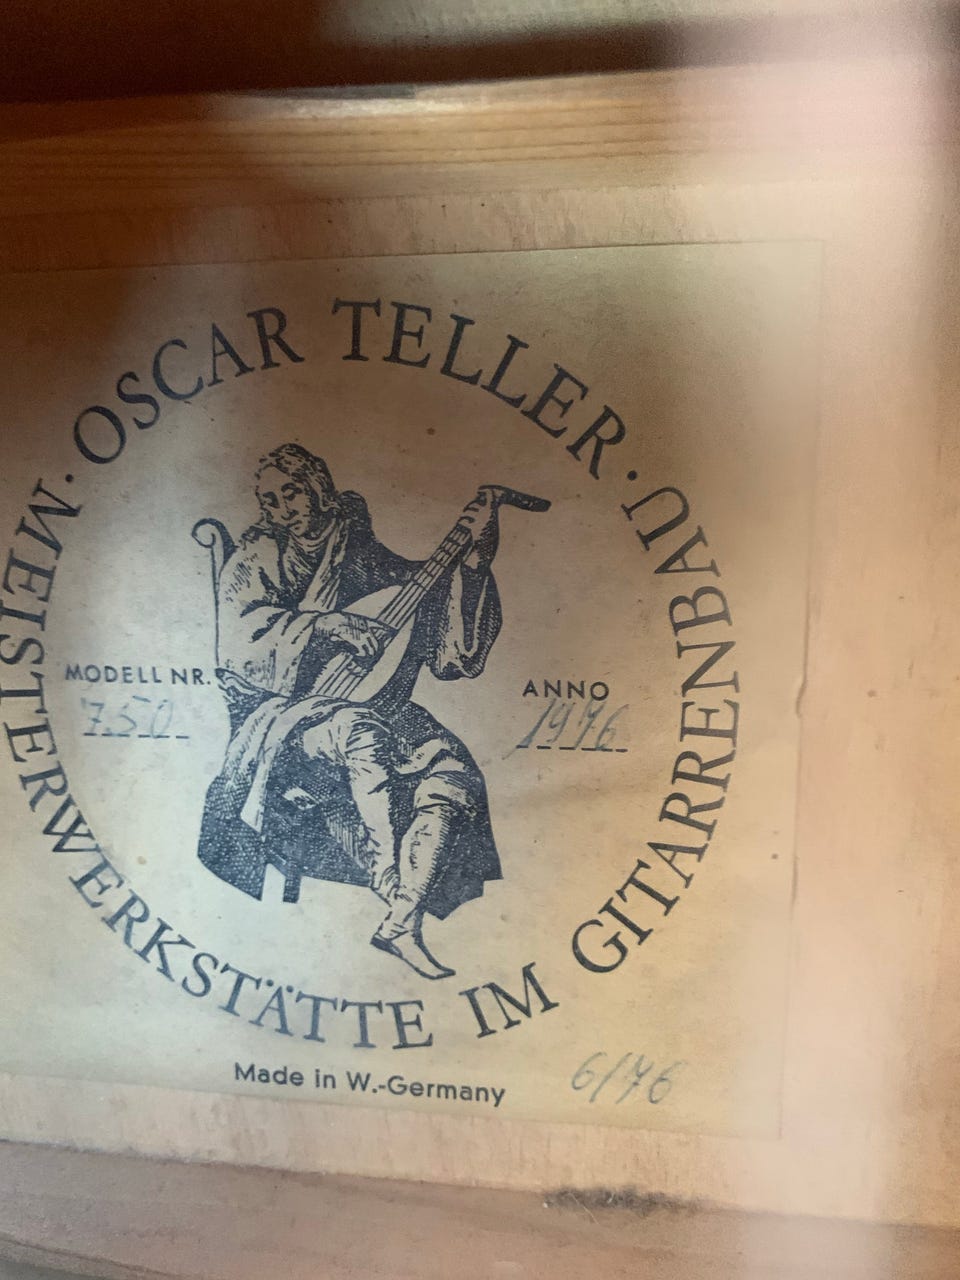 · OSCAR TELLER ·
MEISTERWERKSTÄTTE IM GITARRENBAU
MODELL NR.
750
ANNO
1976
Made in W.-Germany
6/76